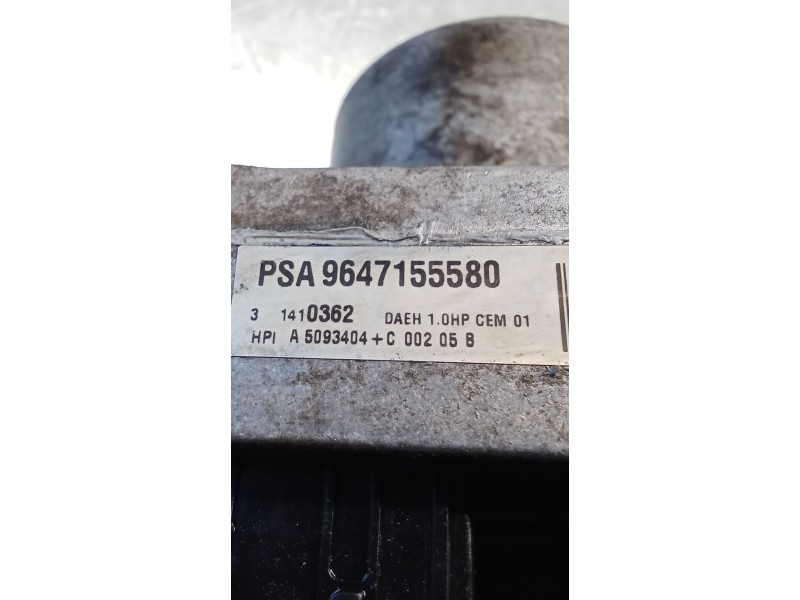 PSA 9647155580
3 1410362 DAEH 1.0HP CEM 01
HPI A 5093404+C 002 05 B